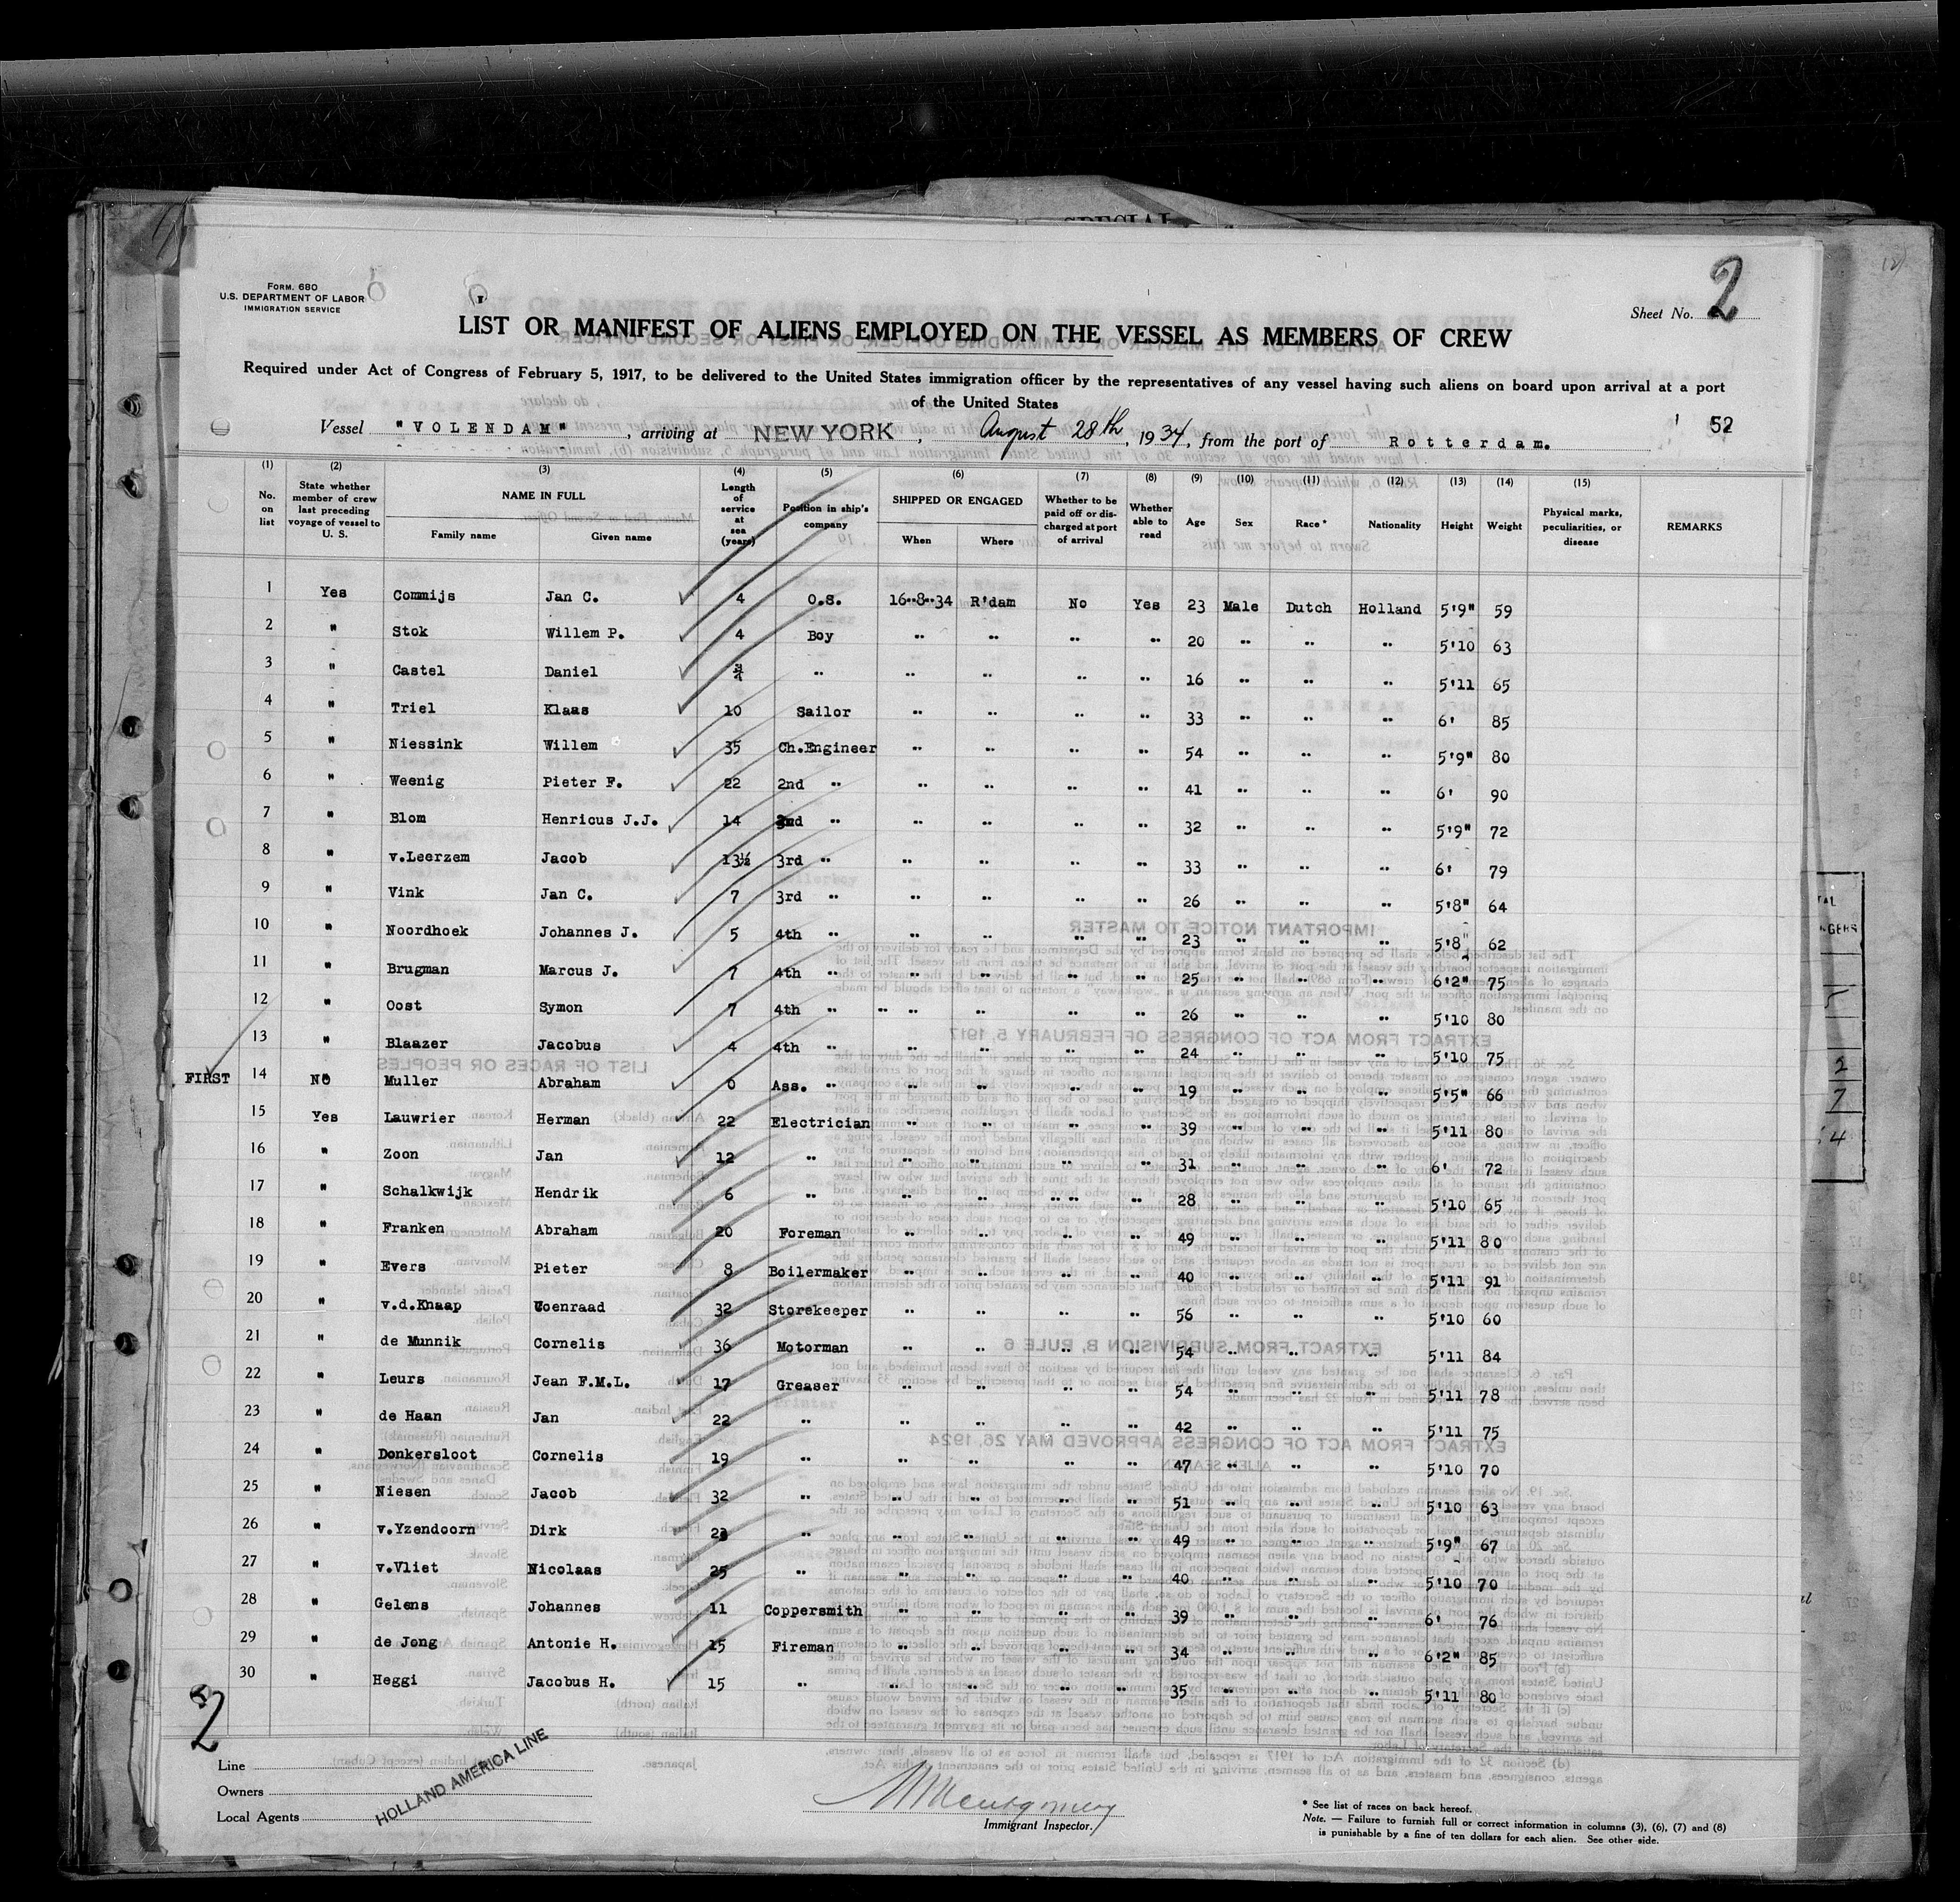 SPECIAL
FORM. 680
U.S. DEPARTMENT OF LABOR
IMMIGRATION SERVICE
Sheet No. 2
LIST OR MANIFEST OF ALIENS EMPLOYED ON THE VESSEL AS MEMBERS OF CREW
Required under Act of Congress of February 5, 1917, to be delivered to the United States immigration officer by the representatives of any vessel having such aliens on board upon arrival at a port
of the United States
Vessel "VOLENDAM", arriving at NEW YORK, August 28th, 1934, from the port of Rotterdam. 52
(1) No. on list (2) State whether member of crew last preceding voyage of vessel to U. S. (3) NAME IN FULL Family name Given name (4) Length of service at sea (years) (5) Position in ship's company (6) SHIPPED OR ENGAGED When Where (7) Whether to be paid off or discharged at port of arrival (8) Whether able to read (9) Age (10) Sex (11) Race* (12) Nationality (13) Height (14) Weight (15) Physical marks, peculiarities, or disease REMARKS
1 Yes Commijs Jan C. 4 O.S. 16-8-34 R'dam No Yes 23 Male Dutch Holland 5'9" 59
2 " Stok Willem P. 4 Boy " " " " 20 " " " 5'10 63
3 " Castel Daniel 3/4 " " " " " 16 " " " 5'11 65
4 " Triel Klaas 10 Sailor " " " " 33 " " " 6' 85
5 " Niessink Willem 35 Ch.Engineer " " " " 54 " " " 5'9" 80
6 " Weenig Pieter F. 22 2nd " " " " " 41 " " " 6' 90
7 " Blom Henricus J.J. 14 " " " " " 32 " " " 5'9" 72
8 " v.Leerzem Jacob 13½ 3rd " " " " " 33 " " " 6' 79
9 " Vink Jan C. 7 3rd " " " " " 26 " " " 5'8" 64
10 " Noordhoek Johannes J. 5 4th " " " " " 23 " " " 5'8" 62
11 " Brugman Marcus J. 7 4th " " " " " 25 " " " 6'2" 75
12 " Oost Symon 7 4th " " " " " 26 " " " 5'10 80
13 " Blaazer Jacobus 4 4th " " " " " 24 " " " 5'10 75
FIRST 14 No Muller Abraham 0 Ass. " " " " " 19 " " " 5'5" 66
15 Yes Lauwrier Herman 22 Electrician " " " " 39 " " " 5'11 80
16 " Zoon Jan 12 " " " " " 31 " " " 6' 72
17 " Schalkwijk Hendrik 6 " " " " " 28 " " " 5'10 65
18 " Franken Abraham 20 Foreman " " " " 49 " " " 5'11 80
19 " Evers Pieter 8 Boilermaker " " " " 40 " " " 5'11 91
20 " v.d.Knaap Coenraad 32 Storekeeper " " " " 56 " " " 5'10 60
21 " de Munnik Cornelis 36 Motorman " " " " 54 " " " 5'11 84
22 " Leurs Jean F.M.L. 17 Greaser " " " " 54 " " " 5'11 78
23 " de Haan Jan 22 " " " " " 42 " " " 5'11 75
24 " Donkersloot Cornelis 19 " " " " " 47 " " " 5'10 70
25 " Niesen Jacob 32 " " " " " 51 " " " 5'10 63
26 " v.Yzendoorn Dirk 23 " " " " " 49 " " " 5'9" 67
27 " v.Vliet Nicolaas 25 " " " " " 40 " " " 5'10 70
28 " Gelens Johannes 11 Coppersmith " " " " 39 " " " 6' 76
29 " de Jong Antonie H. 15 Fireman " " " " 34 " " " 6'2" 85
30 " Heggi Jacobus H. 15 " " " " " 35 " " " 5'11 80
2
Line
Owners
Local Agents
HOLLAND AMERICA LINE
Montgomery
Immigrant Inspector.
* See list of races on back hereof.
Note. — Failure to furnish full or correct information in columns (3), (6), (7) and (8)
is punishable by a fine of ten dollars for each alien. See other side.